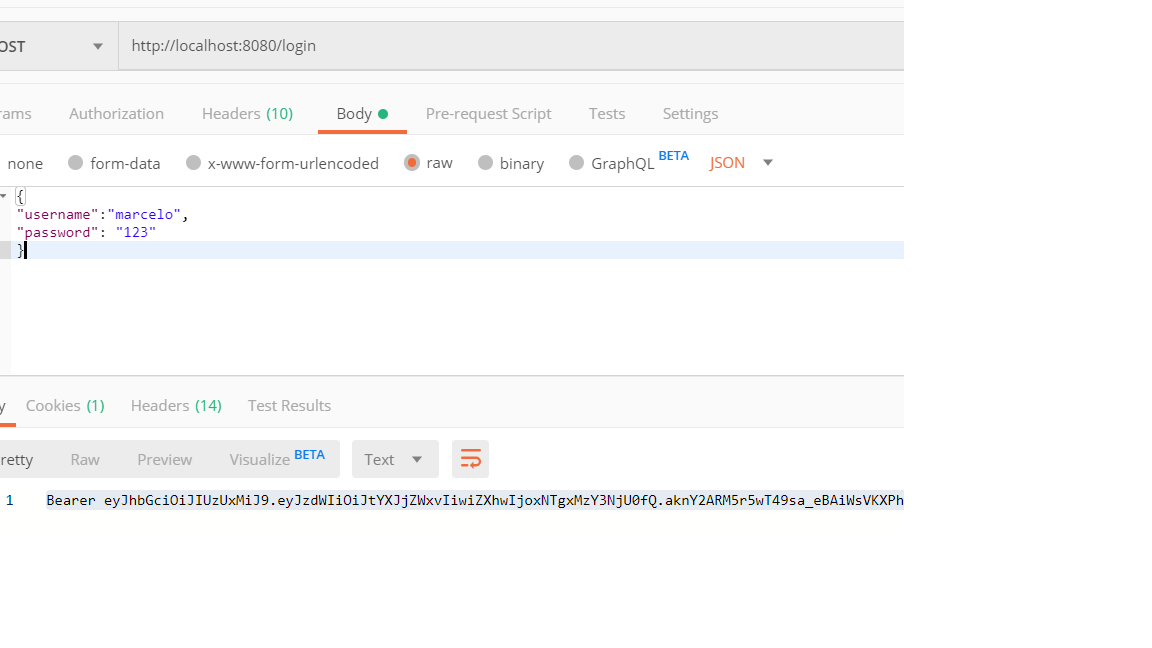 OST http://localhost:8080/login
rams Authorization Headers (10) Body Pre-request Script Tests Settings
none form-data x-www-form-urlencoded raw binary GraphQL BETA JSON
{
"username":"marcelo",
"password": "123"
}
y Cookies (1) Headers (14) Test Results
retty Raw Preview Visualize BETA Text
1 Bearer eyJhbGciOiJIUzUxMiJ9.eyJzdWIiOiJtYXJjZWxvIiwiZXhwIjoxNTgxMzY3NjU0fQ.aknY2ARM5r5wT49sa_eBAiWsVKXPh